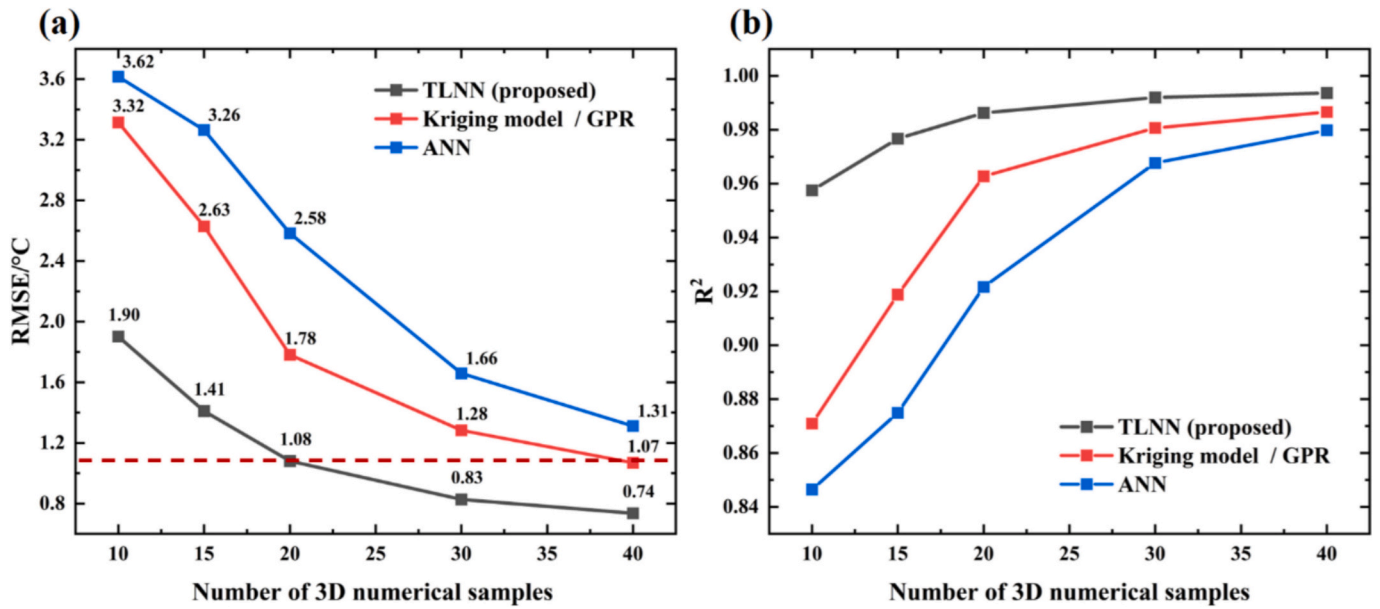 (a)
3.6
3.2
2.8
2.4
2.0
1.6
1.2
0.8
RMSE/°C
3.62
3.32
3.26
2.63
2.58
1.90
1.78
1.66
1.41
1.28
1.31
1.08
1.07
0.83
0.74
TLNN (proposed)
Kriging model / GPR
ANN
10 15 20 30 40
Number of 3D numerical samples
(b)
1.00
0.98
0.96
0.94
0.92
0.90
0.88
0.86
0.84
R²
TLNN (proposed)
Kriging model / GPR
ANN
10 15 20 30 40
Number of 3D numerical samples